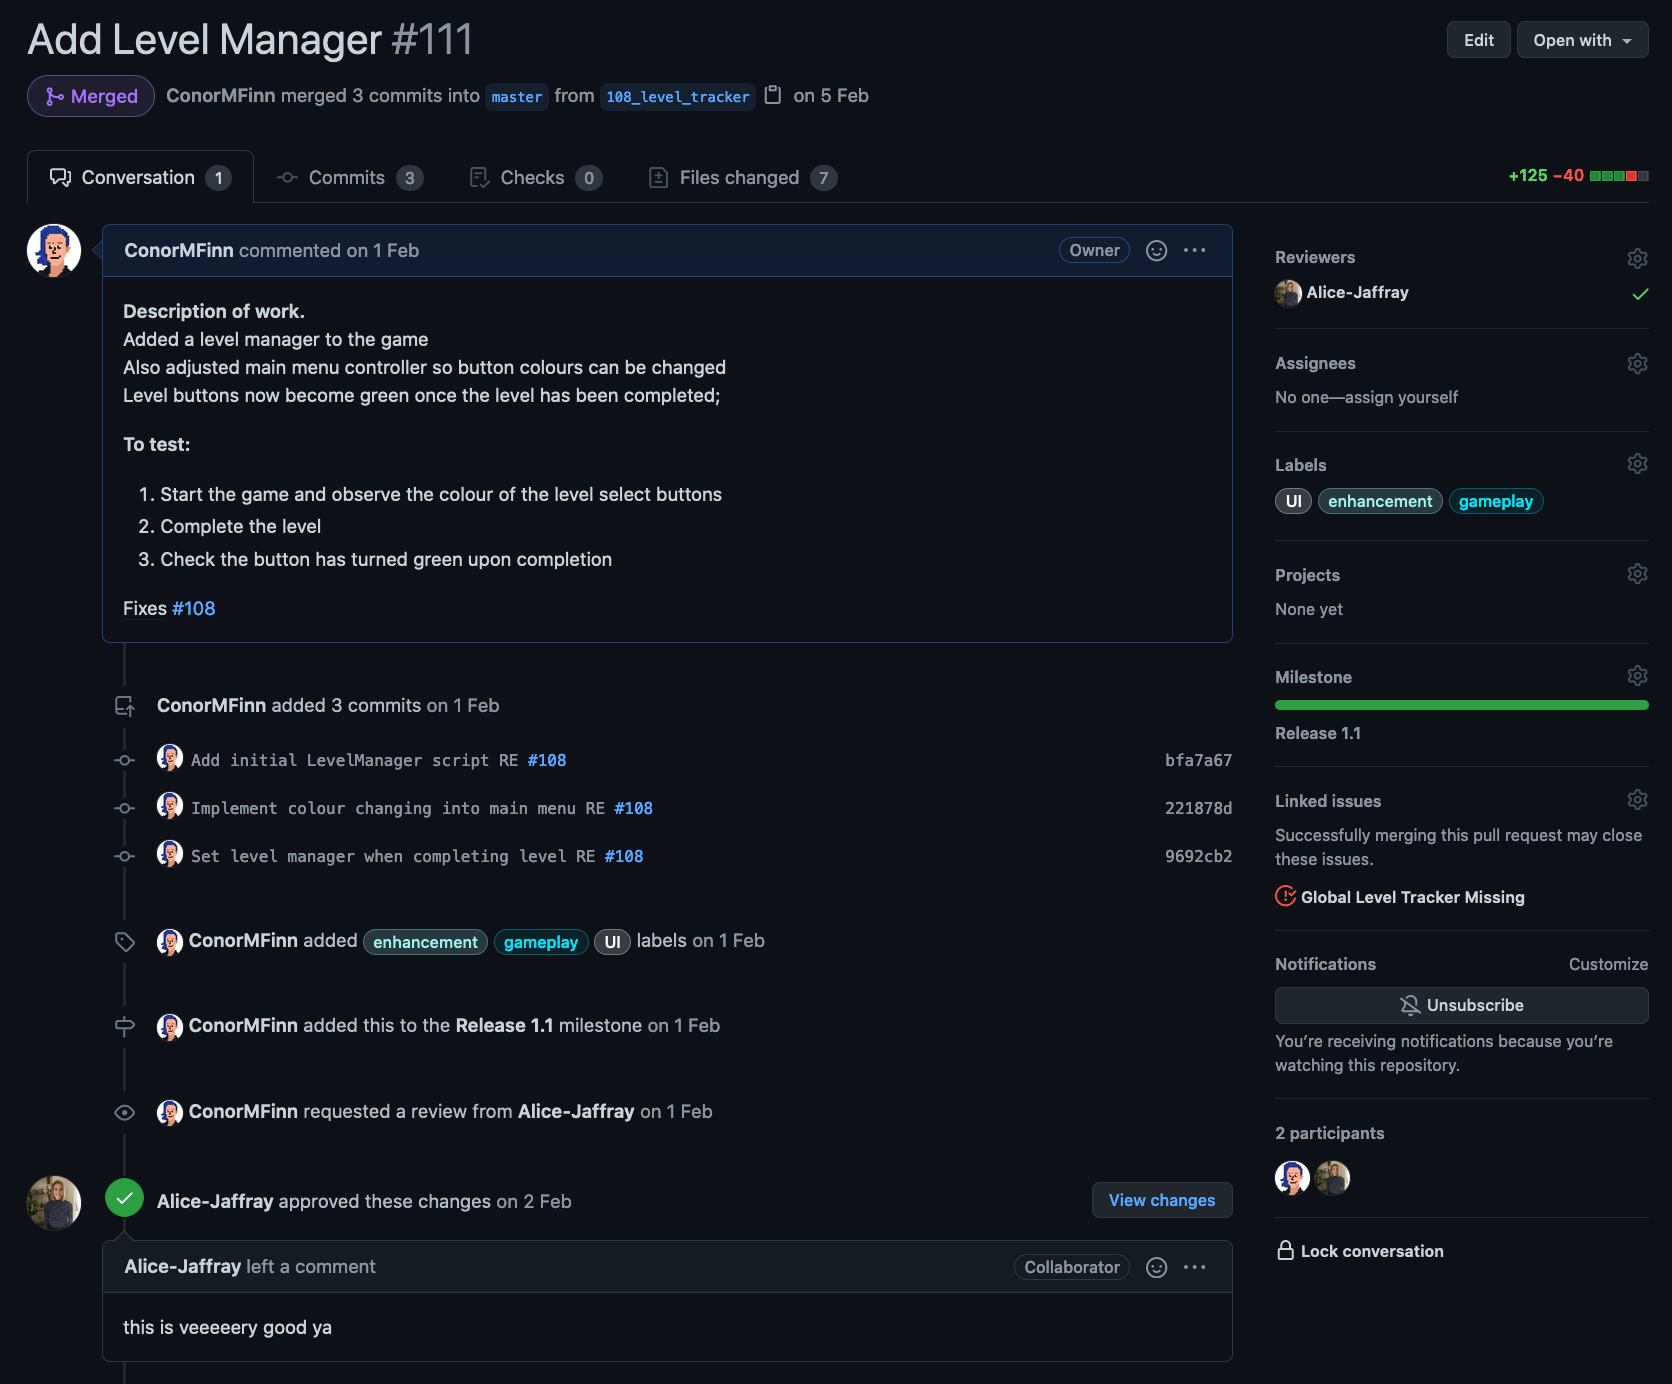 Add Level Manager #111
Edit
Open with
Merged
ConorMFinn merged 3 commits into master from 108_level_tracker on 5 Feb
Conversation 1
Commits 3
Checks 0
Files changed 7
+125 −40
ConorMFinn commented on 1 Feb
Owner
Description of work.
Added a level manager to the game
Also adjusted main menu controller so button colours can be changed
Level buttons now become green once the level has been completed;
To test:
1. Start the game and observe the colour of the level select buttons
2. Complete the level
3. Check the button has turned green upon completion
Fixes #108
ConorMFinn added 3 commits on 1 Feb
Add initial LevelManager script RE #108 bfa7a67
Implement colour changing into main menu RE #108 221878d
Set level manager when completing level RE #108 9692cb2
ConorMFinn added enhancement gameplay UI labels on 1 Feb
ConorMFinn added this to the Release 1.1 milestone on 1 Feb
ConorMFinn requested a review from Alice-Jaffray on 1 Feb
Alice-Jaffray approved these changes on 2 Feb
View changes
Alice-Jaffray left a comment
Collaborator
this is veeeeery good ya
Reviewers
Alice-Jaffray
Assignees
No one—assign yourself
Labels
UI enhancement gameplay
Projects
None yet
Milestone
Release 1.1
Linked issues
Successfully merging this pull request may close
these issues.
Global Level Tracker Missing
Notifications
Customize
Unsubscribe
You’re receiving notifications because you’re
watching this repository.
2 participants
Lock conversation